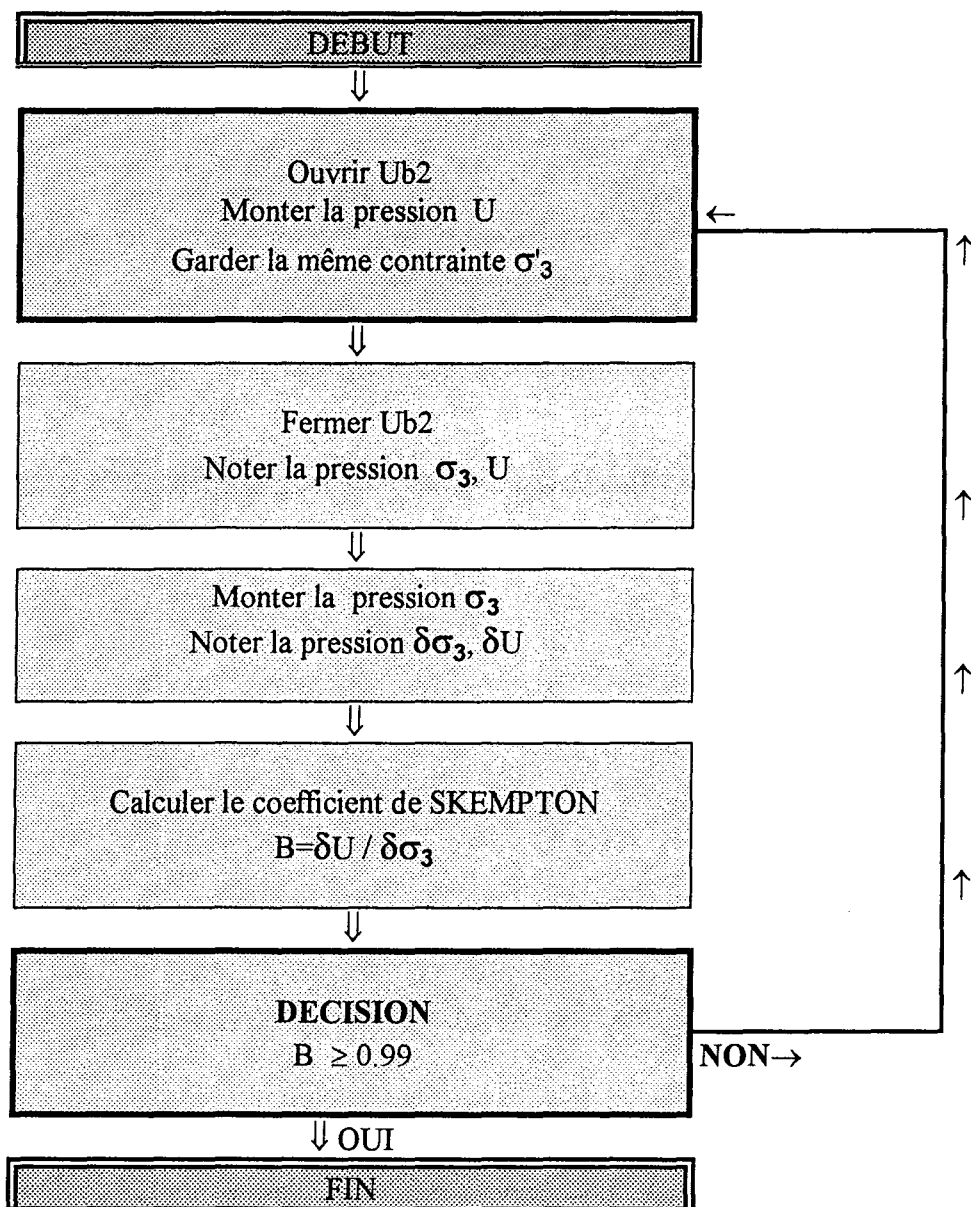 DEBUT
⇓
Ouvrir Ub2
Monter la pression U
←
Garder la même contrainte σ'₃
↑
⇓
Fermer Ub2
Noter la pression σ₃, U
↑
⇓
Monter la pression σ₃
Noter la pression δσ₃, δU
↑
⇓
Calculer le coefficient de SKEMPTON
B=δU / δσ₃
↑
⇓
DECISION
B ≥ 0.99
NON→
⇓ OUI
FIN